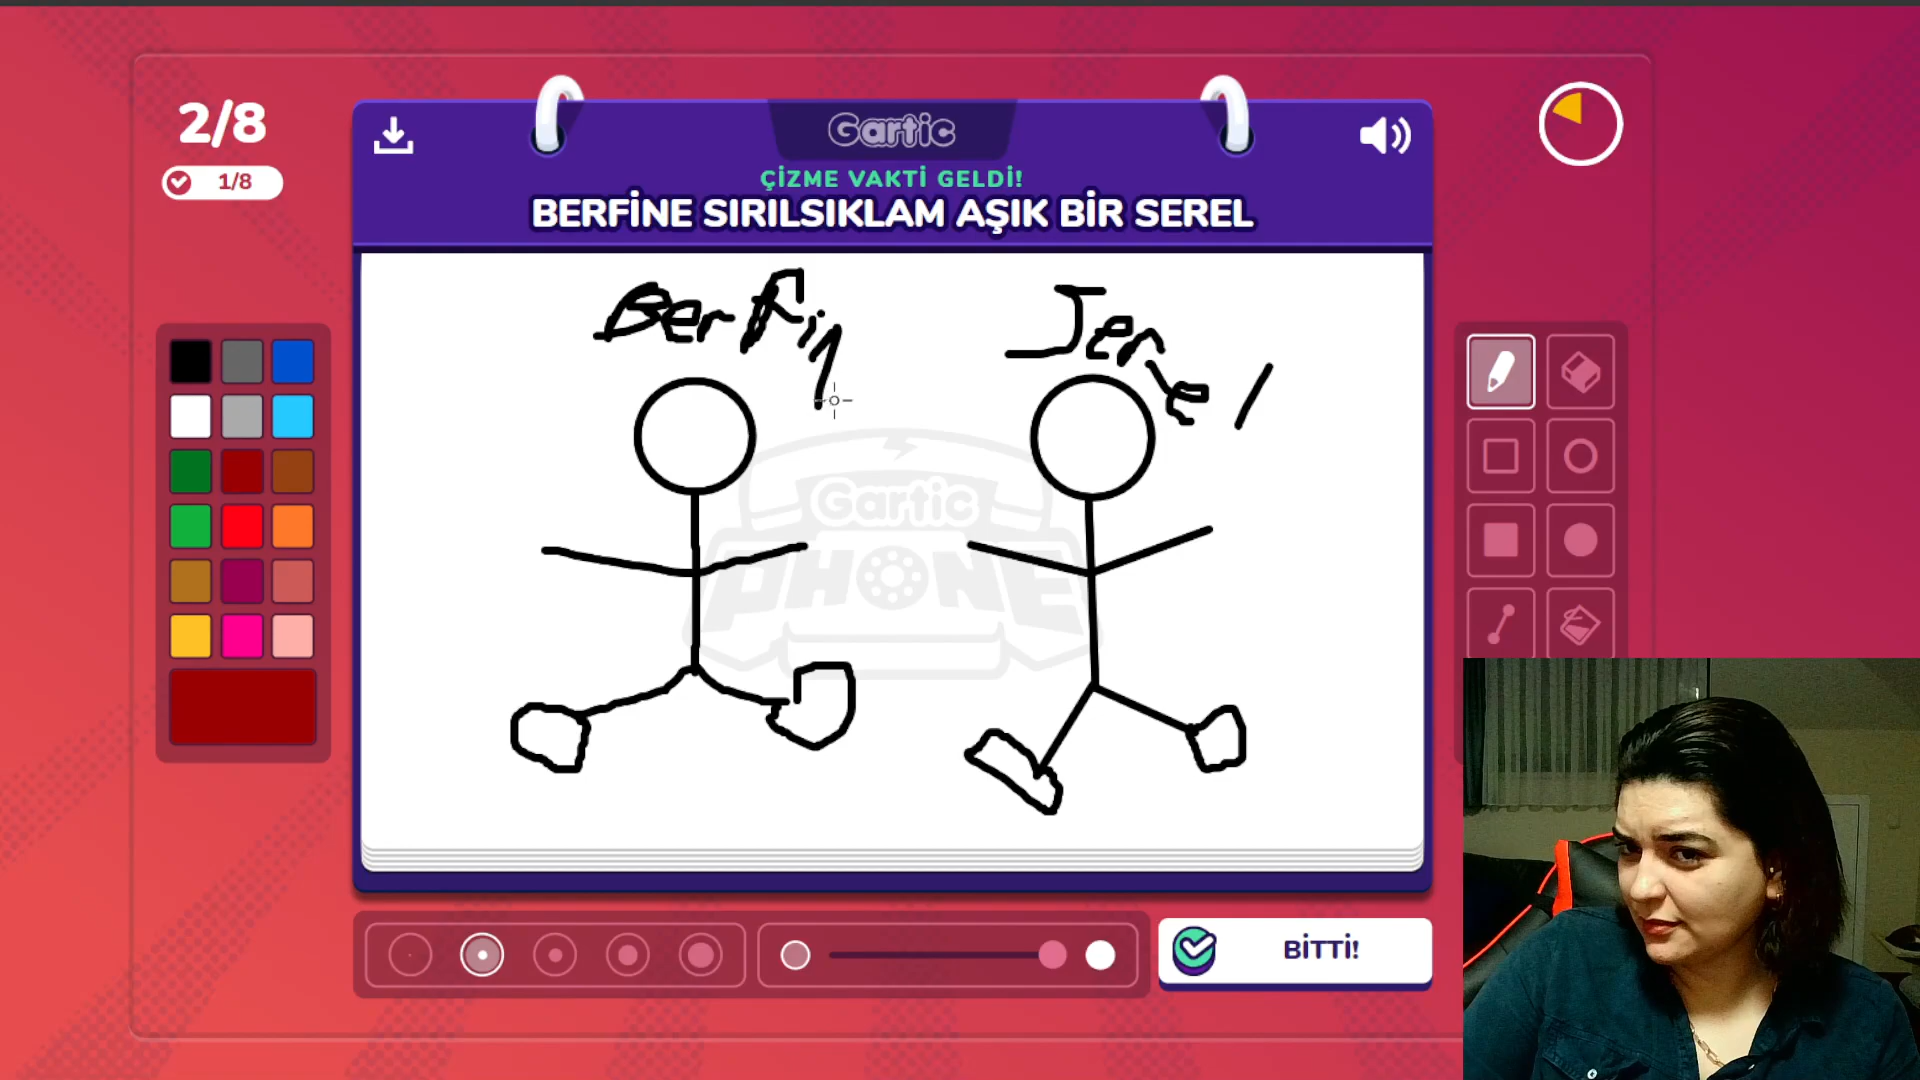 2/8
1/8
Gartic
ÇİZME VAKTİ GELDİ!
BERFİNE SIRILSIKLAM AŞIK BİR SEREL
Berfin
Serel
Gartic
PHONE
BİTTİ!